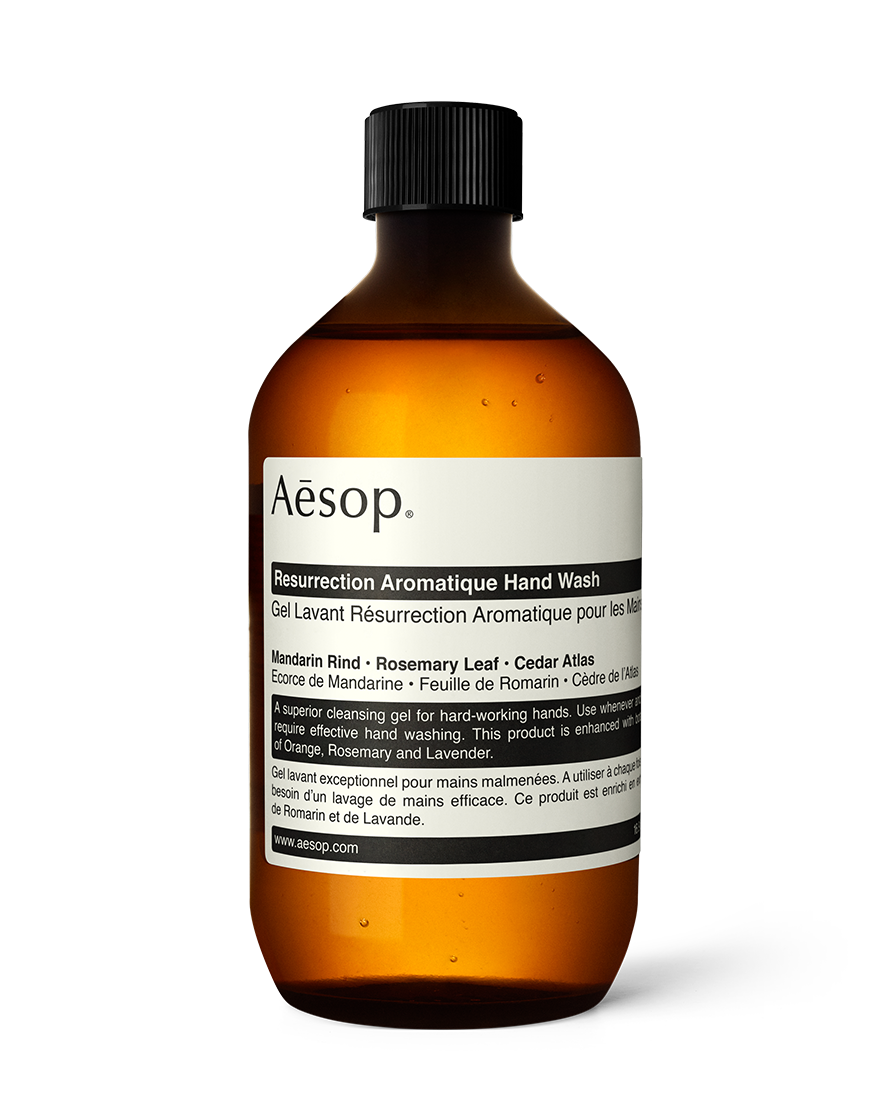 Aēsop.®
Resurrection Aromatique Hand Wash
Gel Lavant Résurrection Aromatique pour les Mains
Mandarin Rind • Rosemary Leaf • Cedar Atlas
Ecorce de Mandarine • Feuille de Romarin • Cèdre de l'Atlas
A superior cleansing gel for hard-working hands. Use whenever
require effective hand washing. This product is enhanced with
of Orange, Rosemary and Lavender.
Gel lavant exceptionnel pour mains malmenées. A utiliser à chaque
besoin d'un lavage de mains efficace. Ce produit est enrichi en
de Romarin et de Lavande.
www.aesop.com